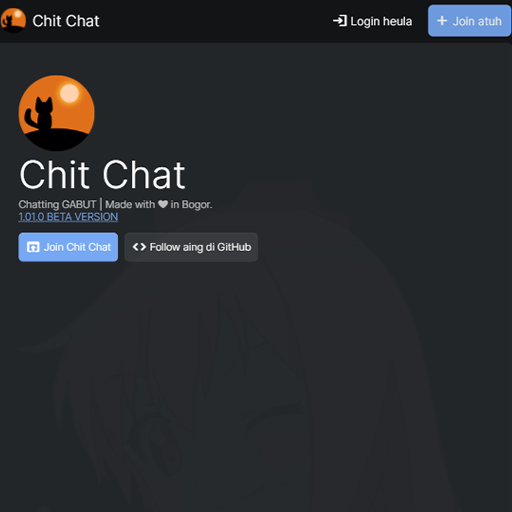 Chit Chat
Login heula
Join atuh
Chit Chat
Chatting GABUT | Made with ❤ in Bogor.
1.01.0 BETA VERSION
Join Chit Chat
Follow aing di GitHub